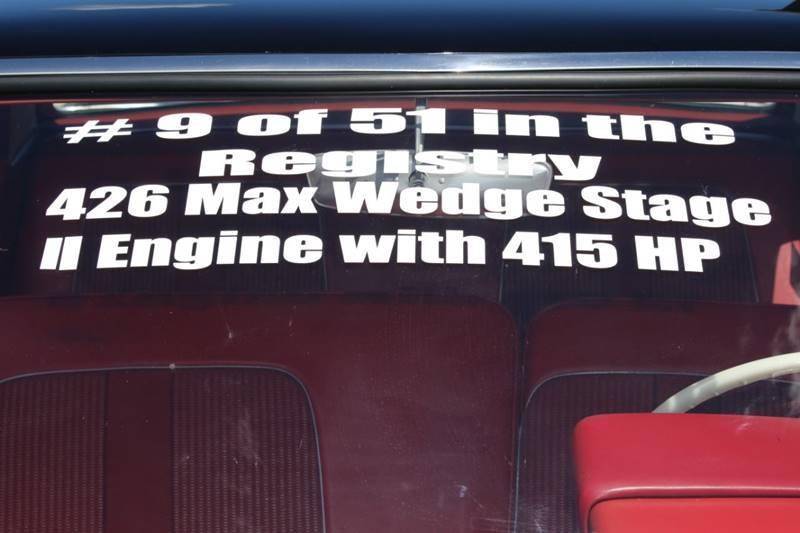 # 9 of 51 in the
Registry
426 Max Wedge Stage
II Engine with 415 HP